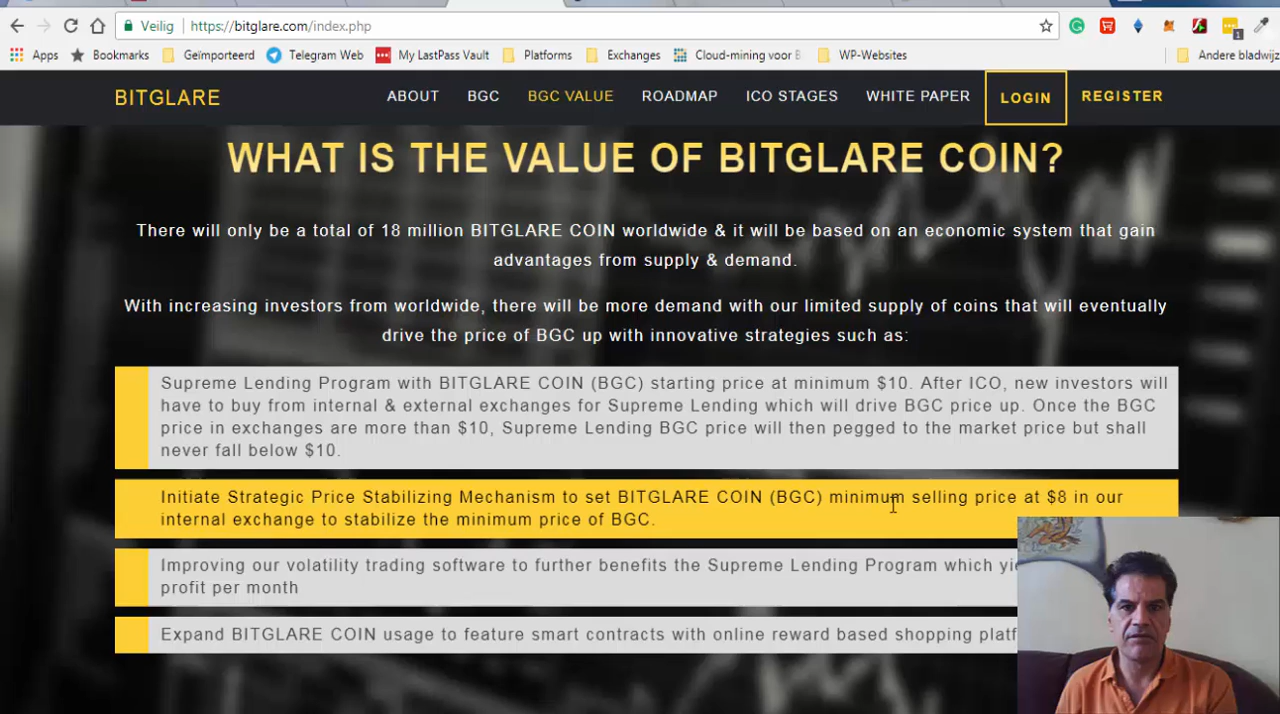 Veilig https://bitglare.com/index.php
Apps Bookmarks Geïmporteerd Telegram Web My LastPass Vault Platforms Exchanges Cloud-mining voor WP-Websites Andere bladwijz
1
BITGLARE ABOUT BGC BGC VALUE ROADMAP ICO STAGES WHITE PAPER LOGIN REGISTER
WHAT IS THE VALUE OF BITGLARE COIN?
There will only be a total of 18 million BITGLARE COIN worldwide & it will be based on an economic system that gain
advantages from supply & demand.
With increasing investors from worldwide, there will be more demand with our limited supply of coins that will eventually
drive the price of BGC up with innovative strategies such as:
Supreme Lending Program with BITGLARE COIN (BGC) starting price at minimum $10. After ICO, new investors will
have to buy from internal & external exchanges for Supreme Lending which will drive BGC price up. Once the BGC
price in exchanges are more than $10, Supreme Lending BGC price will then pegged to the market price but shall
never fall below $10.
Initiate Strategic Price Stabilizing Mechanism to set BITGLARE COIN (BGC) minimum selling price at $8 in our
internal exchange to stabilize the minimum price of BGC.
Improving our volatility trading software to further benefits the Supreme Lending Program which
profit per month
Expand BITGLARE COIN usage to feature smart contracts with online reward based shopping